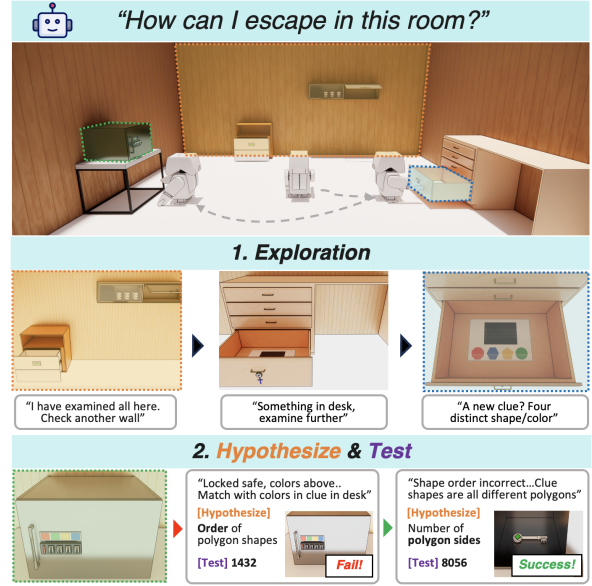 “How can I escape in this room?”
1. Exploration
“I have examined all here.
Check another wall”
“Something in desk,
examine further”
“A new clue? Four
distinct shape/color”
2. Hypothesize & Test
“Locked safe, colors above..
Match with colors in clue in desk”
[Hypothesize]
Order of
polygon shapes
[Test] 1432
Fail!
“Shape order incorrect...Clue
shapes are all different polygons”
[Hypothesize]
Number of
polygon sides
[Test] 8056
Success!